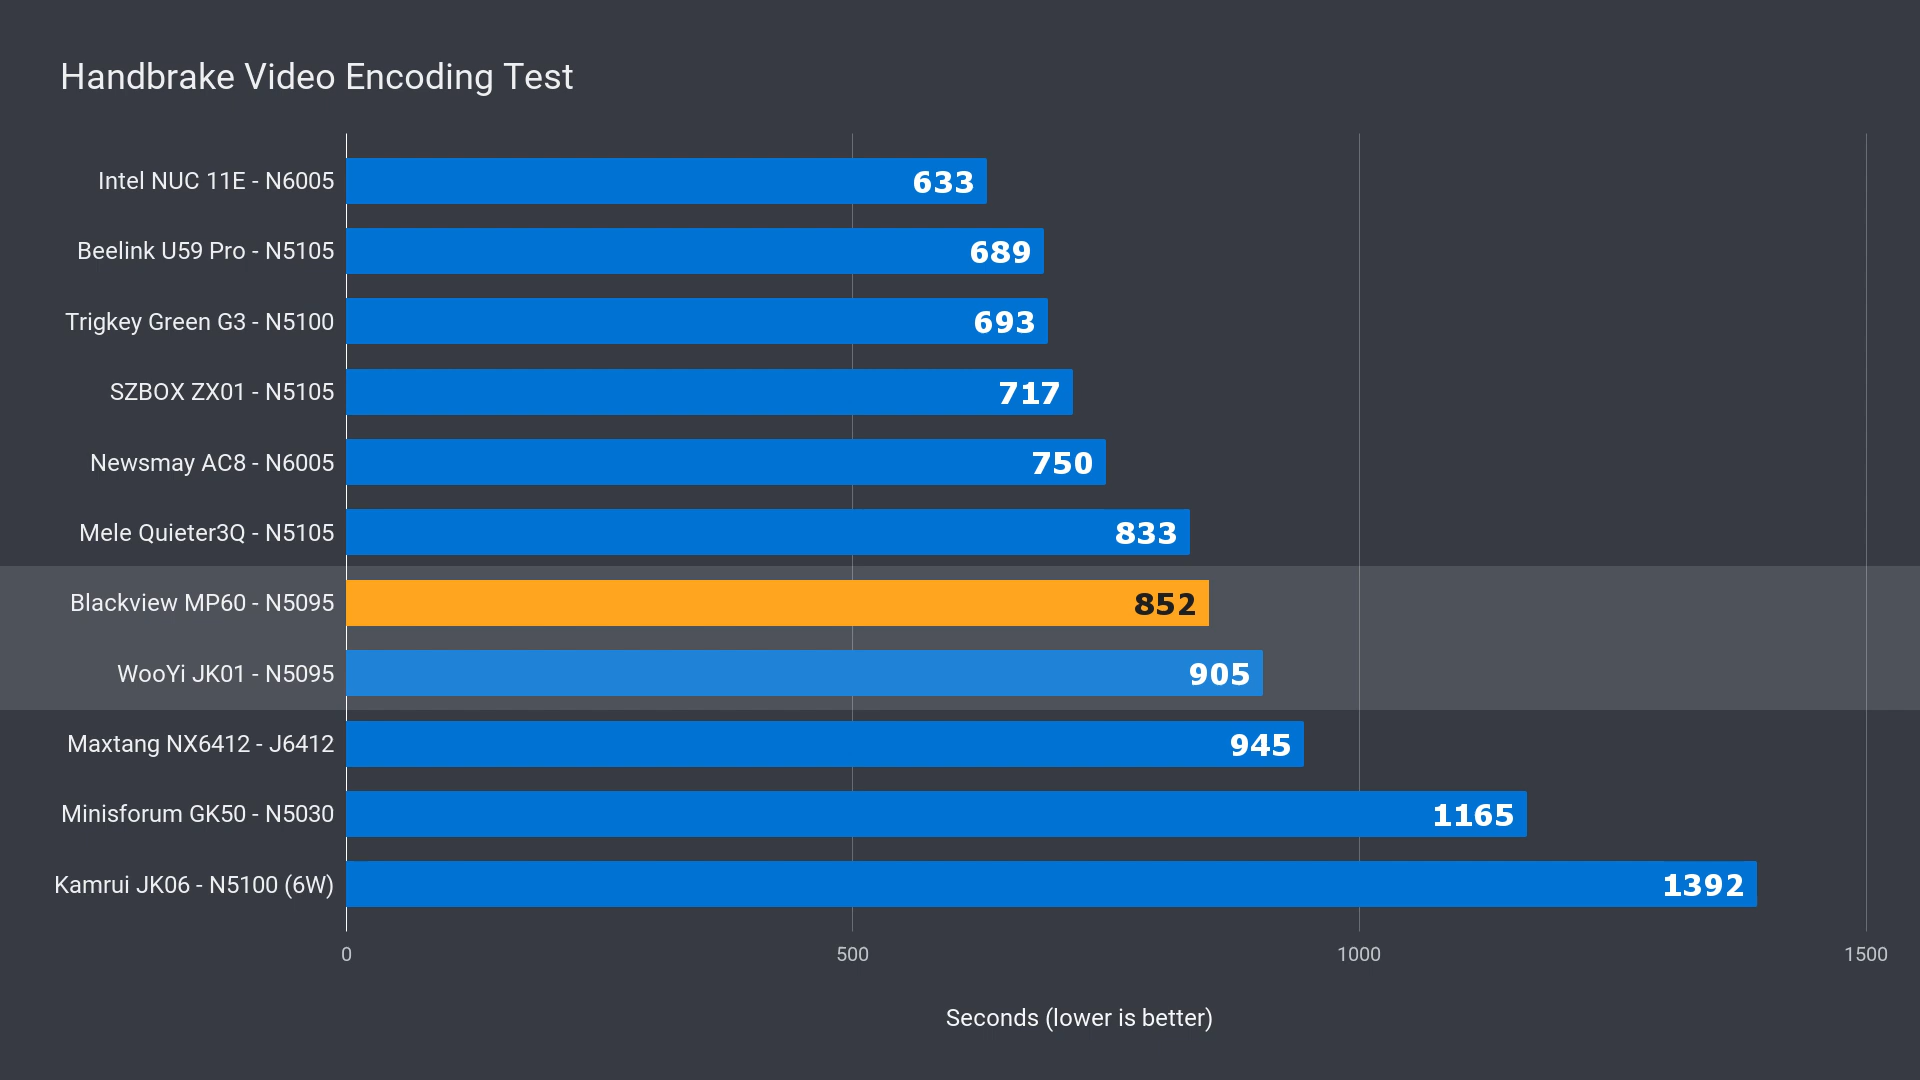 Handbrake Video Encoding Test
Intel NUC 11E - N6005 633
Beelink U59 Pro - N5105 689
Trigkey Green G3 - N5100 693
SZBOX ZX01 - N5105 717
Newsmay AC8 - N6005 750
Mele Quieter3Q - N5105 833
Blackview MP60 - N5095 852
WooYi JK01 - N5095 905
Maxtang NX6412 - J6412 945
Minisforum GK50 - N5030 1165
Kamrui JK06 - N5100 (6W) 1392
0 500 1000 1500
Seconds (lower is better)